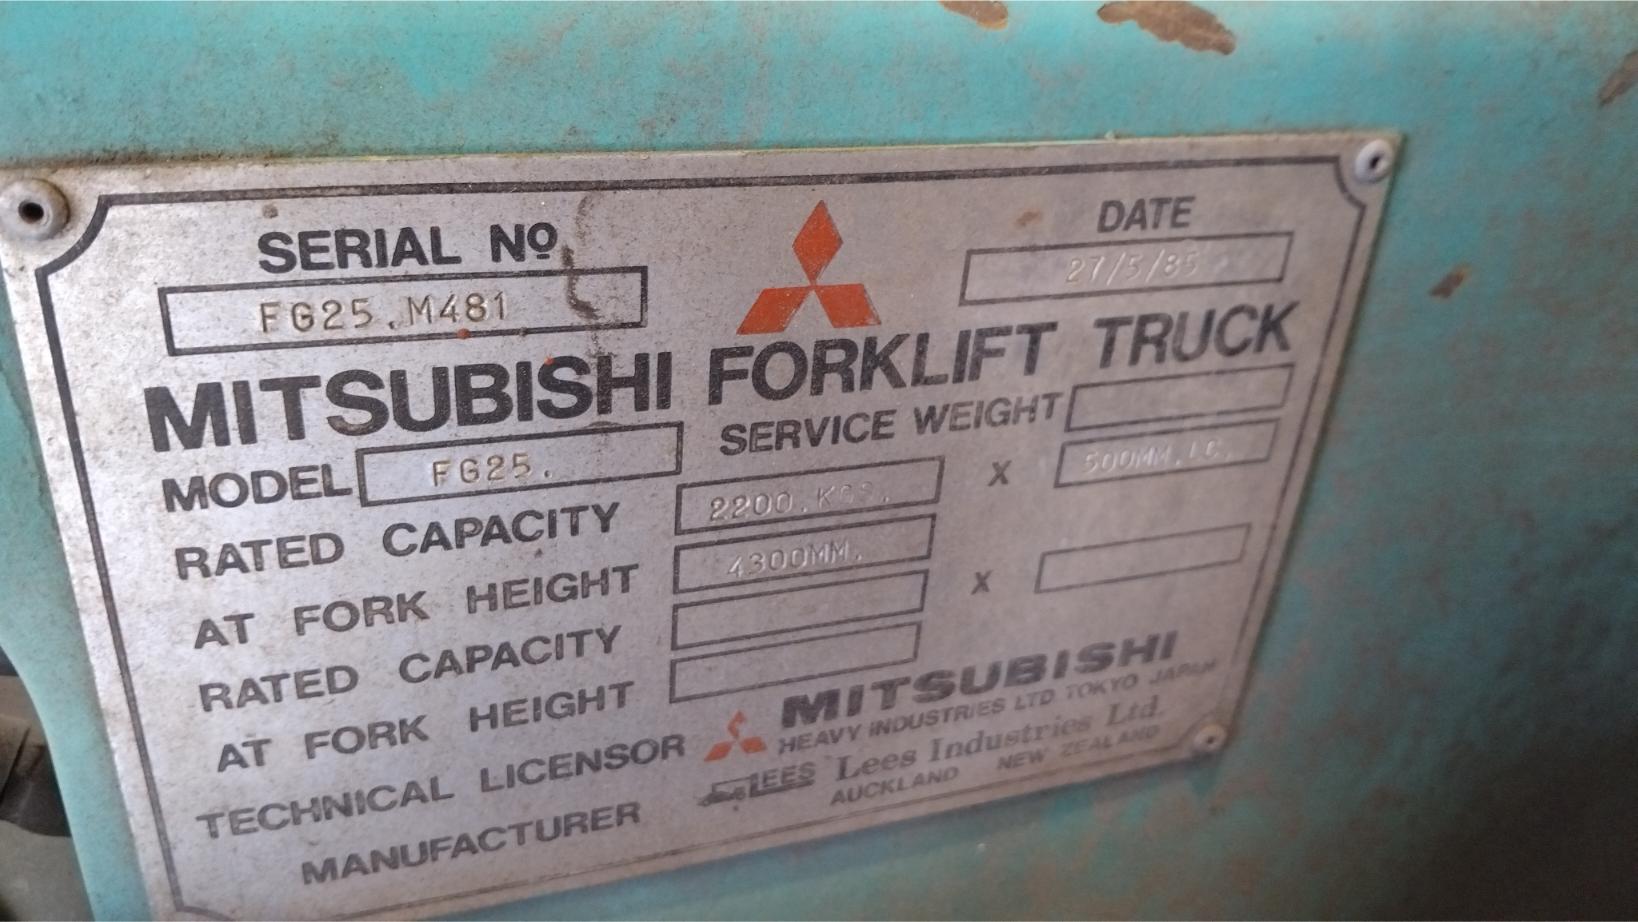 SERIAL Nº
DATE
FG25.M481
27/5/85
MITSUBISHI FORKLIFT TRUCK
MODEL FG25.
SERVICE WEIGHT
RATED CAPACITY 2200.KGS. X 500MM.LC.
AT FORK HEIGHT 4300MM.
RATED CAPACITY X
AT FORK HEIGHT
TECHNICAL LICENSOR MITSUBISHI
HEAVY INDUSTRIES LTD TOKYO JAPAN
MANUFACTURER LEES Lees Industries Ltd.
AUCKLAND NEW ZEALAND